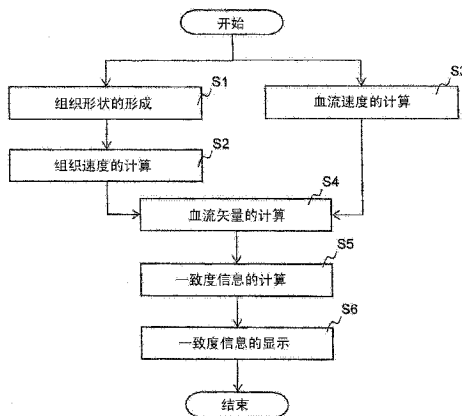 开始
S1
组织形状的形成
S3
血流速度的计算
S2
组织速度的计算
S4
血流矢量的计算
S5
一致度信息的计算
S6
一致度信息的显示
结束